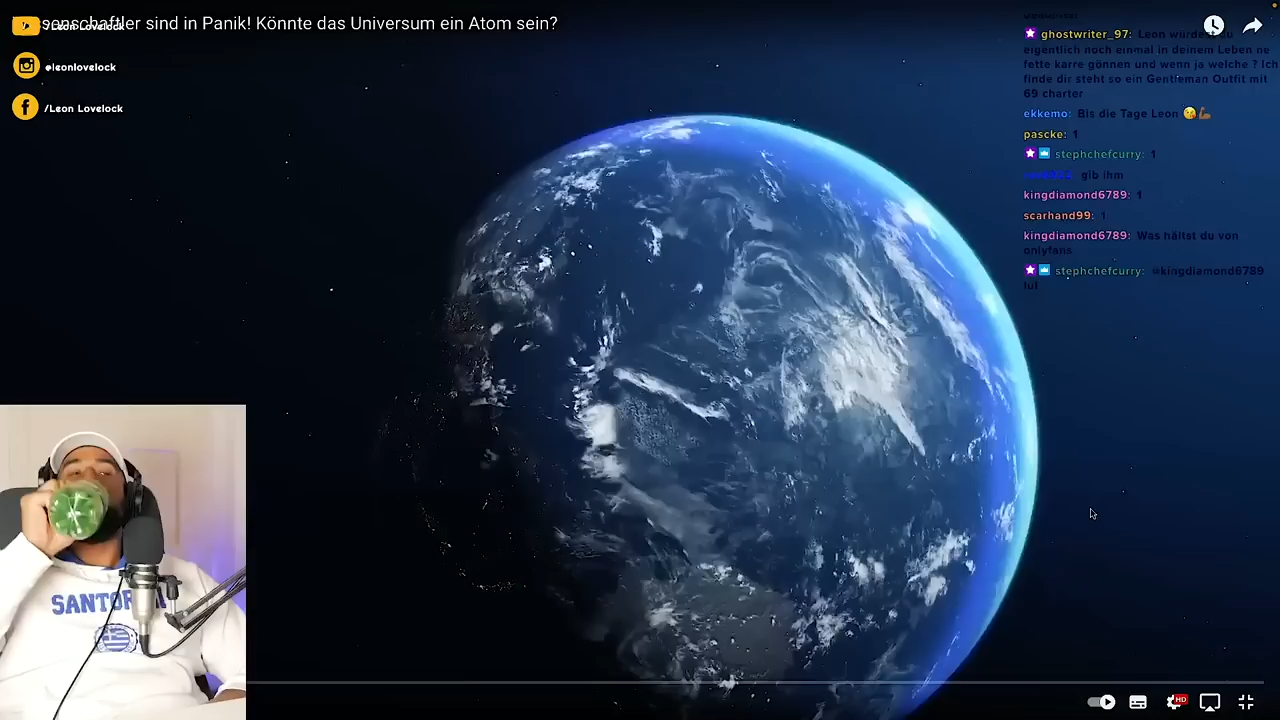 senschaftler sind in Panik! Könnte das Universum ein Atom sein?
/Leon Lovelock
@leonlovelock
/Leon Lovelock
ghostwriter_97: Leon würdest du
eigentlich noch einmal in deinem Leben ne
fette karre gönnen und wenn ja welche ? Ich
finde dir steht so ein Gentleman Outfit mit
69 charter
ekkemo: Bis die Tage Leon
pascke: 1
stephchefcurry: 1
gib ihm
kingdiamond6789: 1
scarhand99: 1
kingdiamond6789: Was hältst du von
onlyfans
stephchefcurry: @kingdiamond6789
lul
HD